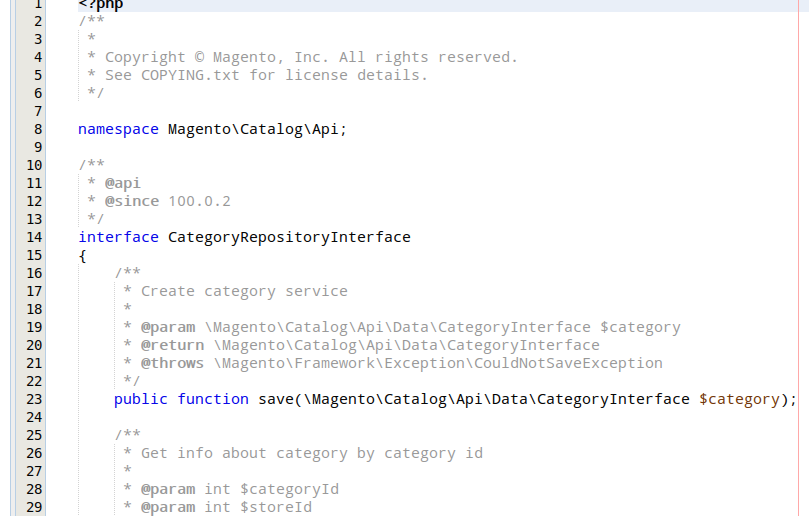 1 <?php
2 /**
3  *
4  * Copyright © Magento, Inc. All rights reserved.
5  * See COPYING.txt for license details.
6  */
7
8 namespace Magento\Catalog\Api;
9
10 /**
11  * @api
12  * @since 100.0.2
13  */
14 interface CategoryRepositoryInterface
15 {
16     /**
17      * Create category service
18      *
19      * @param \Magento\Catalog\Api\Data\CategoryInterface $category
20      * @return \Magento\Catalog\Api\Data\CategoryInterface
21      * @throws \Magento\Framework\Exception\CouldNotSaveException
22      */
23     public function save(\Magento\Catalog\Api\Data\CategoryInterface $category);
24
25     /**
26      * Get info about category by category id
27      *
28      * @param int $categoryId
29      * @param int $storeId